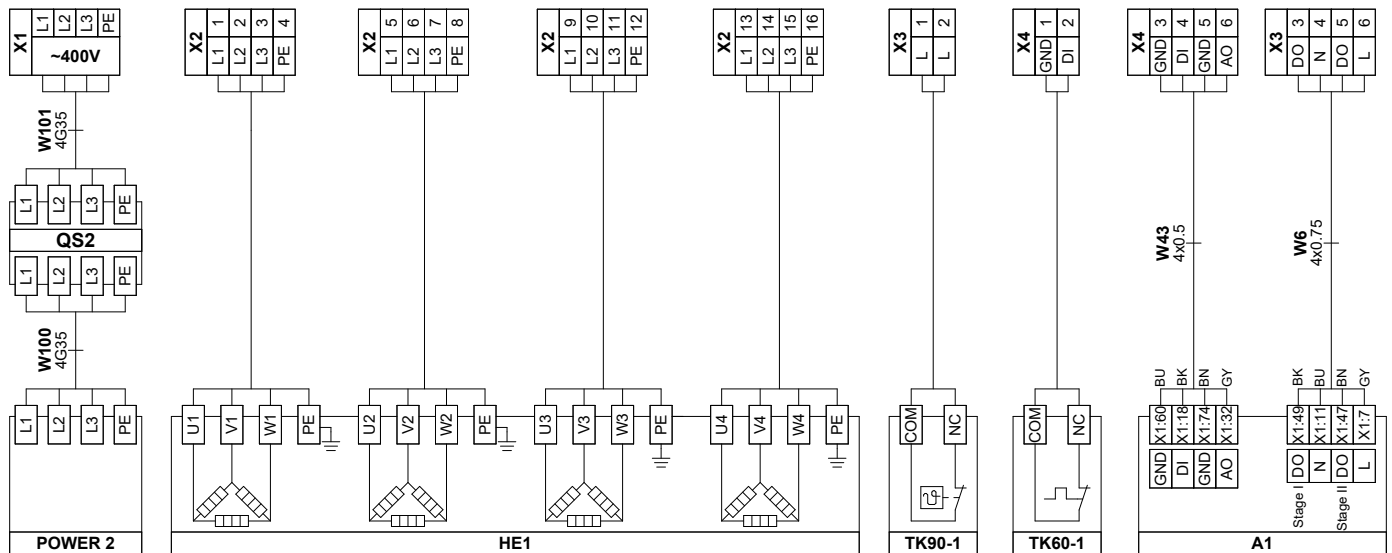 X1 L1 L2 L3 PE
~400V
W101
4G35
L1 L2 L3 PE
QS2
L1 L2 L3 PE
W100
4G35
L1 L2 L3 PE
POWER 2
X2
1 2 3 4
L1 L2 L3 PE
X2
5 6 7 8
L1 L2 L3 PE
X2
9 10 11 12
L1 L2 L3 PE
X2
13 14 15 16
L1 L2 L3 PE
U1 V1 W1 PE
U2 V2 W2 PE
U3 V3 W3 PE
U4 V4 W4 PE
HE1
X3
1 2
L L
COM NC
ϑ
TK90-1
X4
1 2
GND DI
COM NC
TK60-1
X4
3 4 5 6
GND DI GND AO
W43
4x0.5
BU BK BN GY
X1:60 X1:18 X1:74 X1:32
GND DI GND AO
X3
3 4 5 6
DO N DO L
W6
4x0.75
BK BU BN GY
X1:49 X1:11 X1:47 X1:7
DO N DO L
Stage I
Stage II
A1